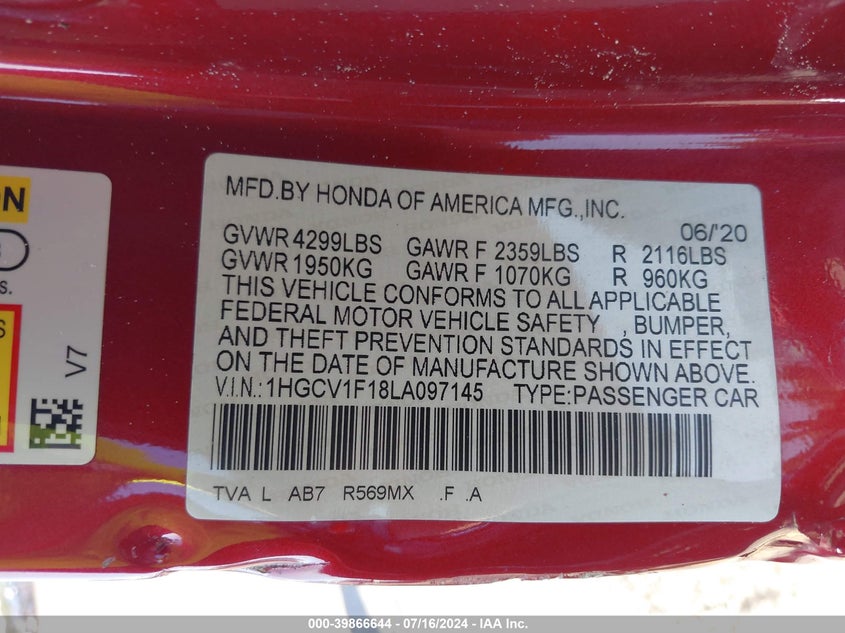 MFD.BY HONDA OF AMERICA MFG.,INC.
06/'20
GVWR 4299LBS GAWR F 2359LBS R 2116LBS
GVWR 1950KG GAWR F 1070KG R 960KG
THIS VEHICLE CONFORMS TO ALL APPLICABLE
FEDERAL MOTOR VEHICLE SAFETY , BUMPER,
AND THEFT PREVENTION STANDARDS IN EFFECT
ON THE DATE OF MANUFACTURE SHOWN ABOVE.
V.I.N.:1HGCV1F18LA097145 TYPE:PASSENGER CAR
TVA L AB7 R569MX .F .A
ON
s.
S
V7
000-39866644 / 07/16/2024 - IAA Inc.